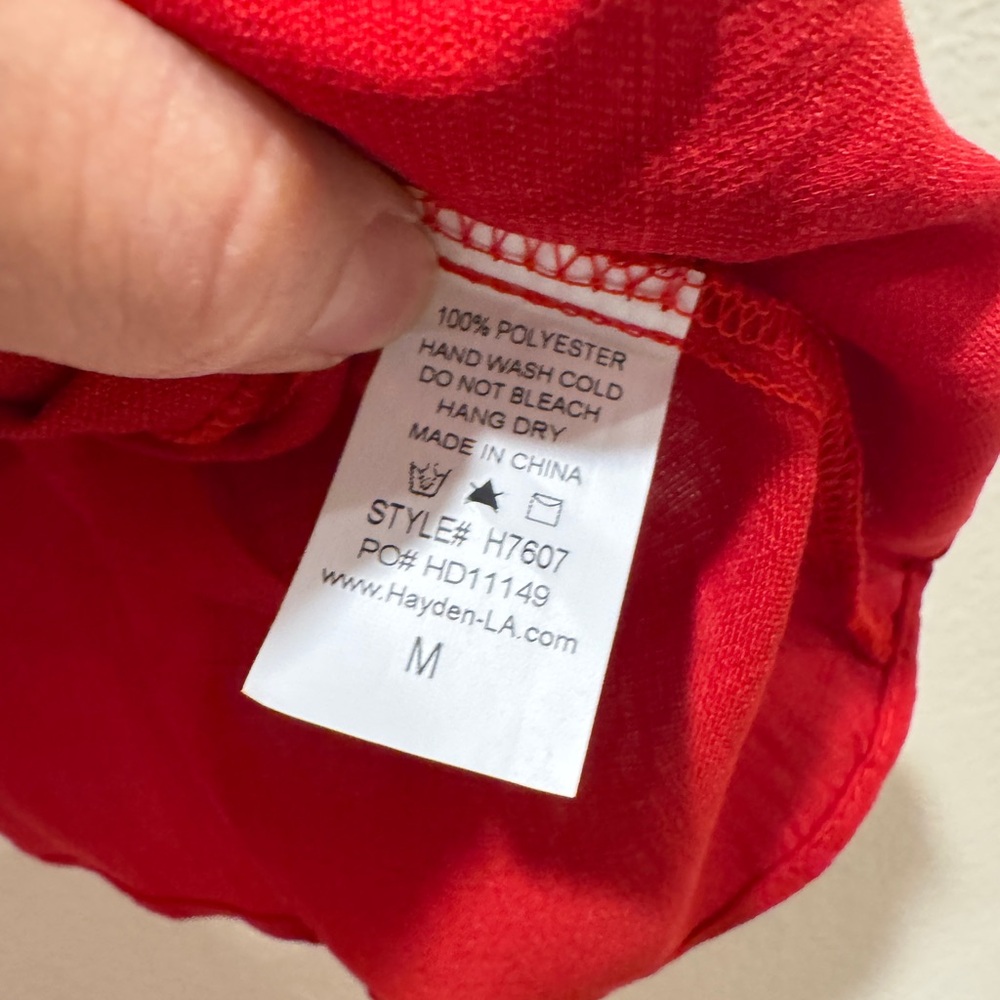 100% POLYESTER
HAND WASH COLD
DO NOT BLEACH
HANG DRY
MADE IN CHINA
STYLE# H7607
PO# HD11149
www.Hayden-LA.com
M